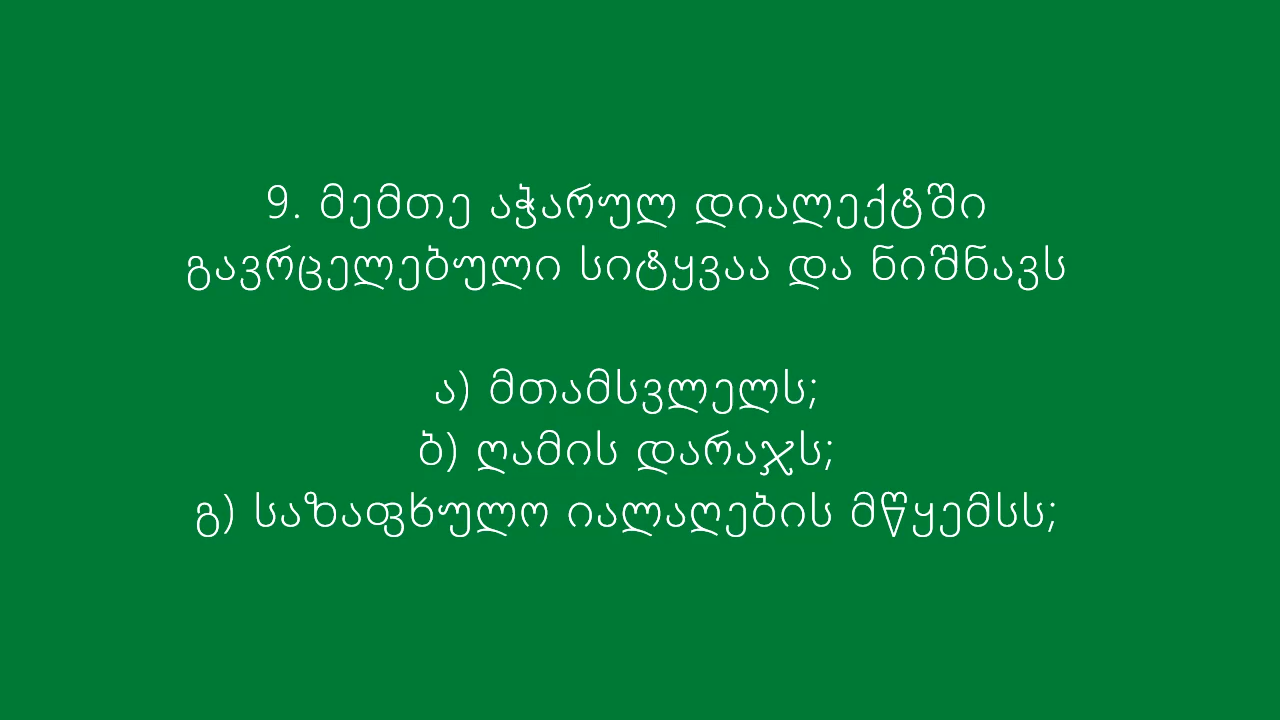 9. მემთე აჭარულ დიალექტში
გავრცელებული სიტყვაა და ნიშნავს
ა) მთამსვლელს;
ბ) ღამის დარაჯს;
გ) საზაფხულო იალაღების მწყემსს;